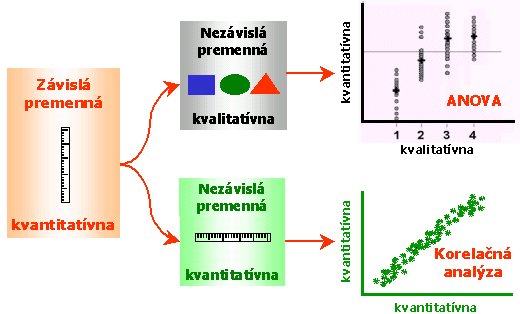 Závislá
premenná
kvantitatívna
Nezávislá
premenná
kvalitatívna
kvantitatívna
ANOVA
1 2 3 4
kvalitatívna
Nezávislá
premenná
kvantitatívna
kvantitatívna
Korelačná
analýza
kvantitatívna